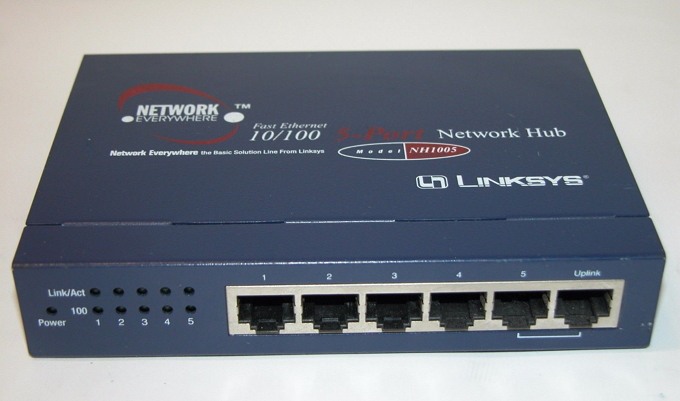 NETWORK
EVERYWHERE
™
Fast Ethernet
10/100 5-Port Network Hub
Model NH1005
Network Everywhere the Basic Solution Line From Linksys
LINKSYS®
1 2 3 4 5 Uplink
Link/Act
100
Power
1 2 3 4 5